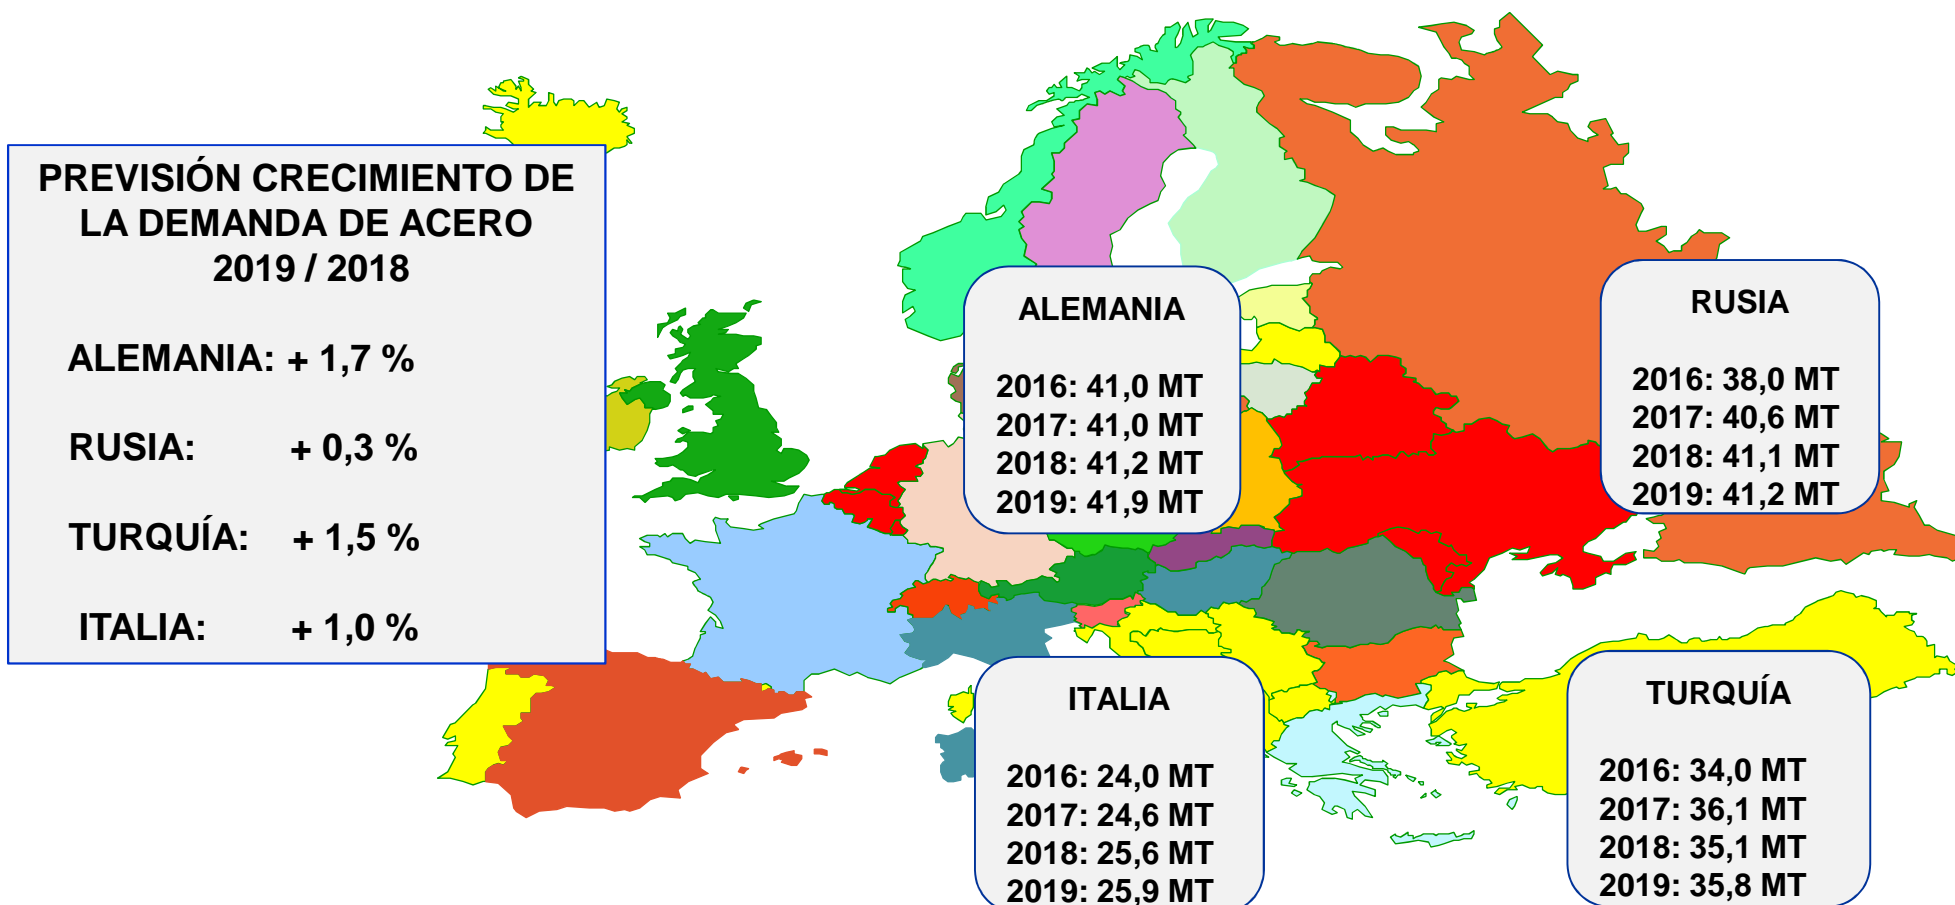 PREVISIÓN CRECIMIENTO DE
LA DEMANDA DE ACERO
2019 / 2018
ALEMANIA: + 1,7 %
RUSIA: + 0,3 %
TURQUÍA: + 1,5 %
ITALIA: + 1,0 %
ALEMANIA
2016: 41,0 MT
2017: 41,0 MT
2018: 41,2 MT
2019: 41,9 MT
RUSIA
2016: 38,0 MT
2017: 40,6 MT
2018: 41,1 MT
2019: 41,2 MT
ITALIA
2016: 24,0 MT
2017: 24,6 MT
2018: 25,6 MT
2019: 25,9 MT
TURQUÍA
2016: 34,0 MT
2017: 36,1 MT
2018: 35,1 MT
2019: 35,8 MT